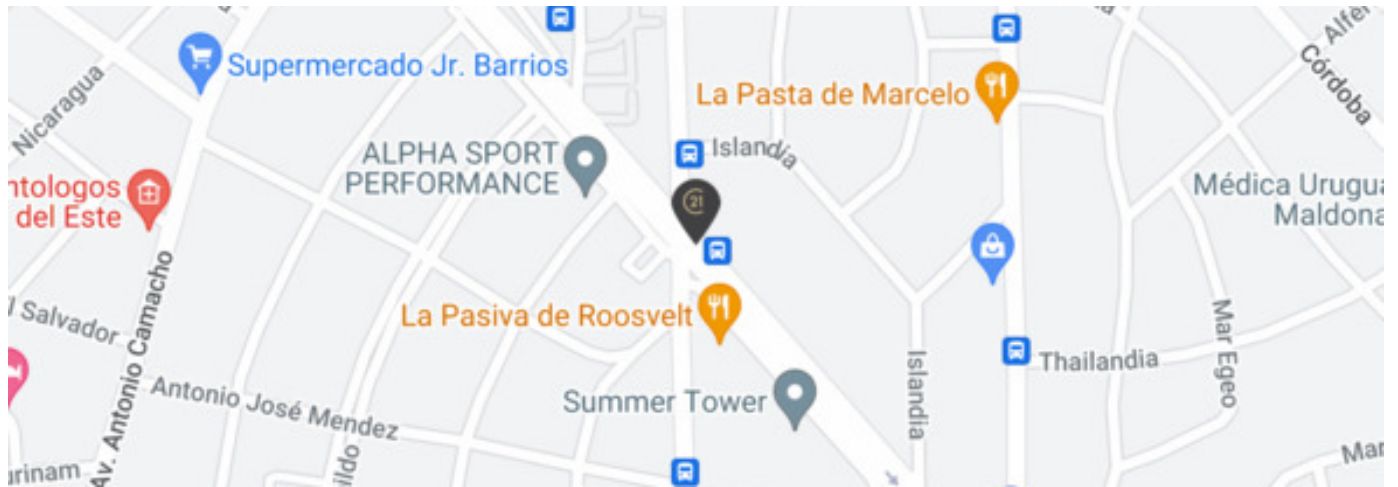 Nicaragua
Supermercado Jr. Barrios
La Pasta de Marcelo
Córdoba
ALPHA SPORT
PERFORMANCE
Islandia
21
ntologos
del Este
Médica Urugua
Maldona
Av. Antonio Camacho
La Pasiva de Roosvelt
l Salvador
Mar Egeo
Thailandia
Islandia
Antonio José Mendez
Summer Tower
urinam
ildo
Mar